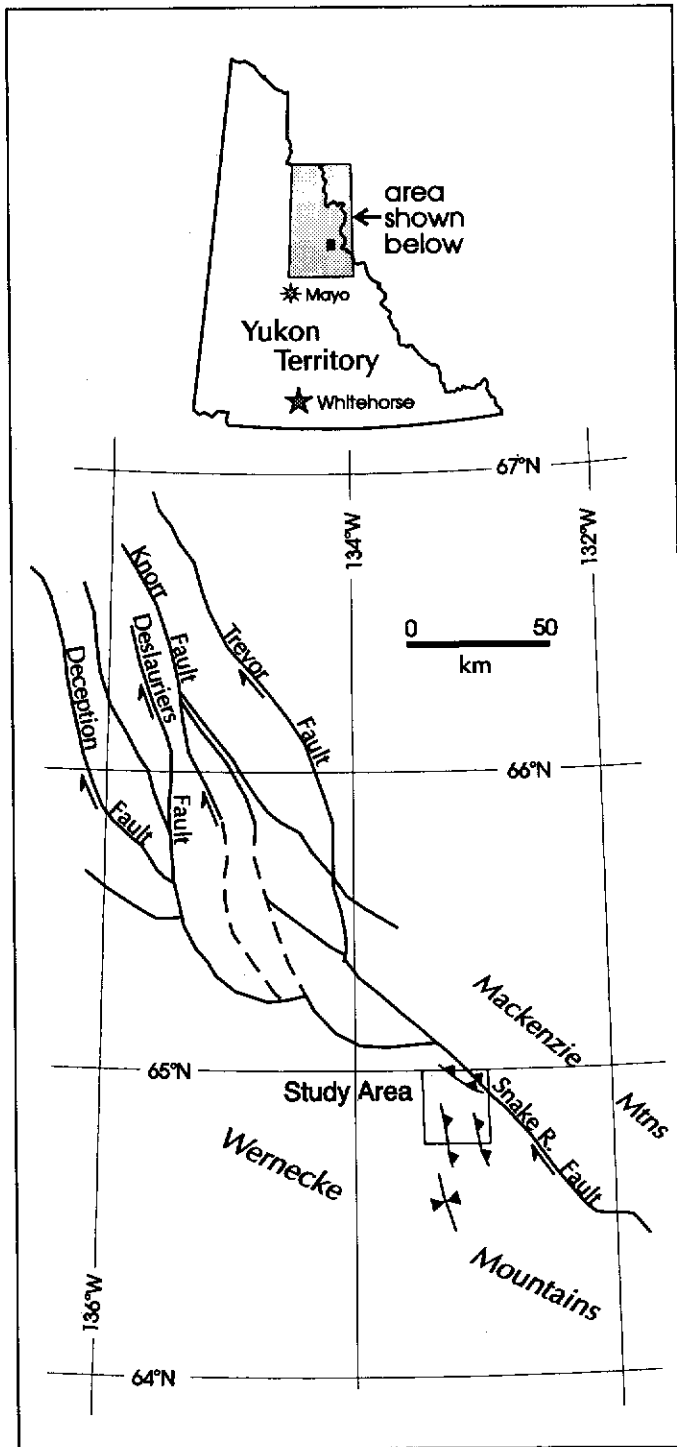 area
shown
below
Mayo
Yukon
Territory
Whitehorse
67°N
134°W
132°W
Knorr
Fault
Deslauriers
Fault
Trevor
Fault
Deception
Fault
0 50
km
66°N
Mackenzie
Mtns
65°N
Study Area
Snake R.
Fault
Wernecke
Mountains
136°W
64°N